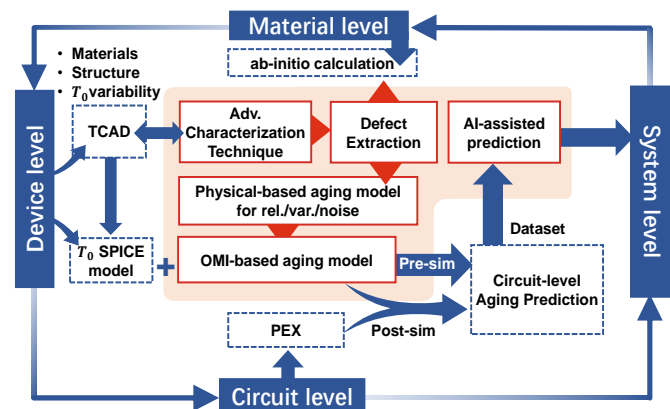 Material level
• Materials
• Structure
• T₀ variability
ab-initio calculation
Device level
TCAD
Adv.
Characterization
Technique
Defect
Extraction
AI-assisted
prediction
System level
Physical-based aging model
for rel./var./noise
T₀ SPICE
model
+
OMI-based aging model
Pre-sim
Dataset
Circuit-level
Aging Prediction
PEX
Post-sim
Circuit level